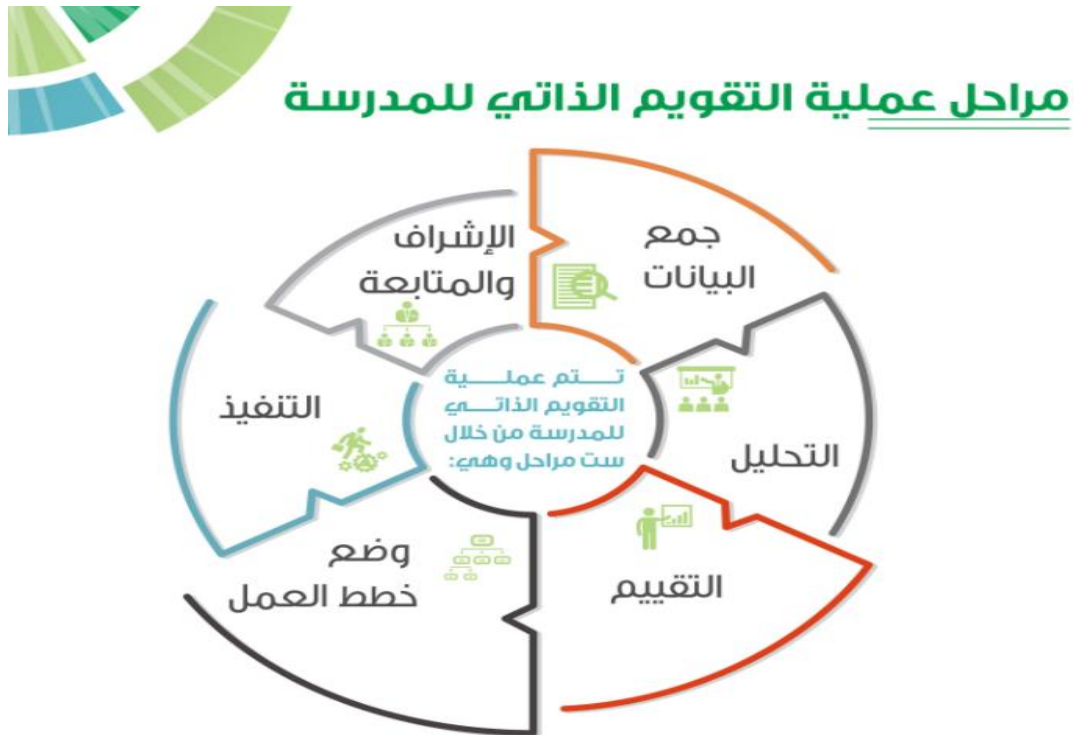 مراحل عملية التقويم الذاتي للمدرسة
تتم عملية
التقويم الذاتي
للمدرسة من خلال
ست مراحل وهي:
جمع
البيانات
التحليل
التقييم
وضع
خطط العمل
التنفيذ
الإشراف
والمتابعة